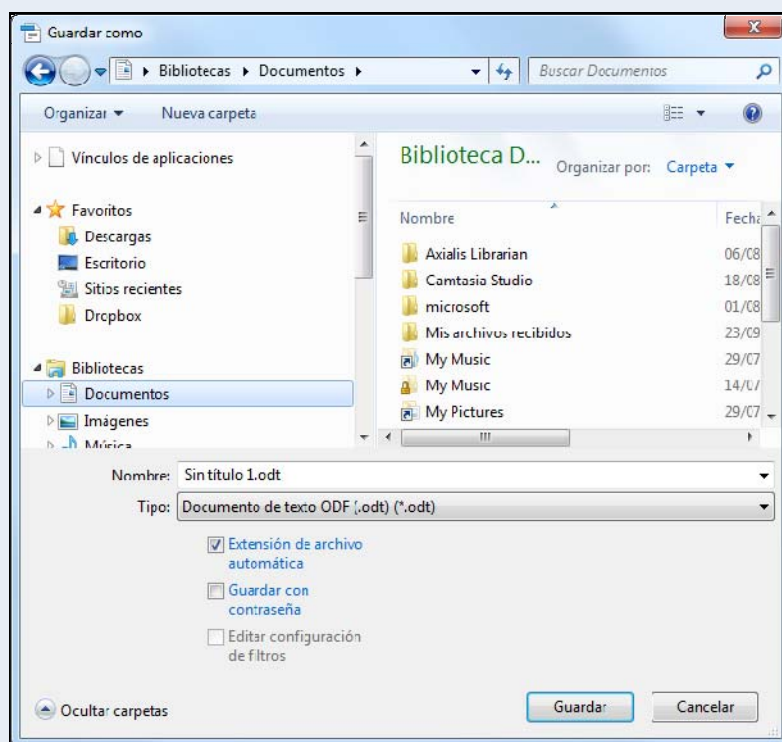 Guardar como
Bibliotecas Documentos
Buscar Documentos
Organizar
Nueva carpeta
Vínculos de aplicaciones
Favoritos
Descargas
Escritorio
Sitios recientes
Dropbox
Bibliotecas
Documentos
Imágenes
Música
Biblioteca D...
Organizar por: Carpeta
Nombre
Fecha
Axialis Librarian 06/08
Camtasia Studio 18/08
microsoft 01/08
Mis archivos recibidos 23/09
My Music 29/07
My Music 14/07
My Pictures 29/07
Nombre: Sin título 1.odt
Tipo: Documento de texto ODF (.odt) (*.odt)
Extensión de archivo
automática
Guardar con
contraseña
Editar configuración
de filtros
Ocultar carpetas
Guardar
Cancelar